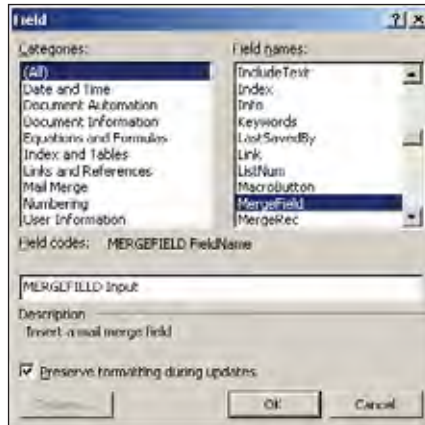 Field
Categories:
(All)
Date and Time
Document Automation
Document Information
Equations and Formulas
Index and Tables
Links and References
Mail Merge
Numbering
User Information
Field names:
IncludeText
Index
Info
Keywords
LastSavedBy
Link
ListNum
MacroButton
MergeField
MergeRec
Field codes: MERGEFIELD FieldName
MERGEFIELD Input
Description
Insert a mail merge field
Preserve formatting during updates
OK Cancel